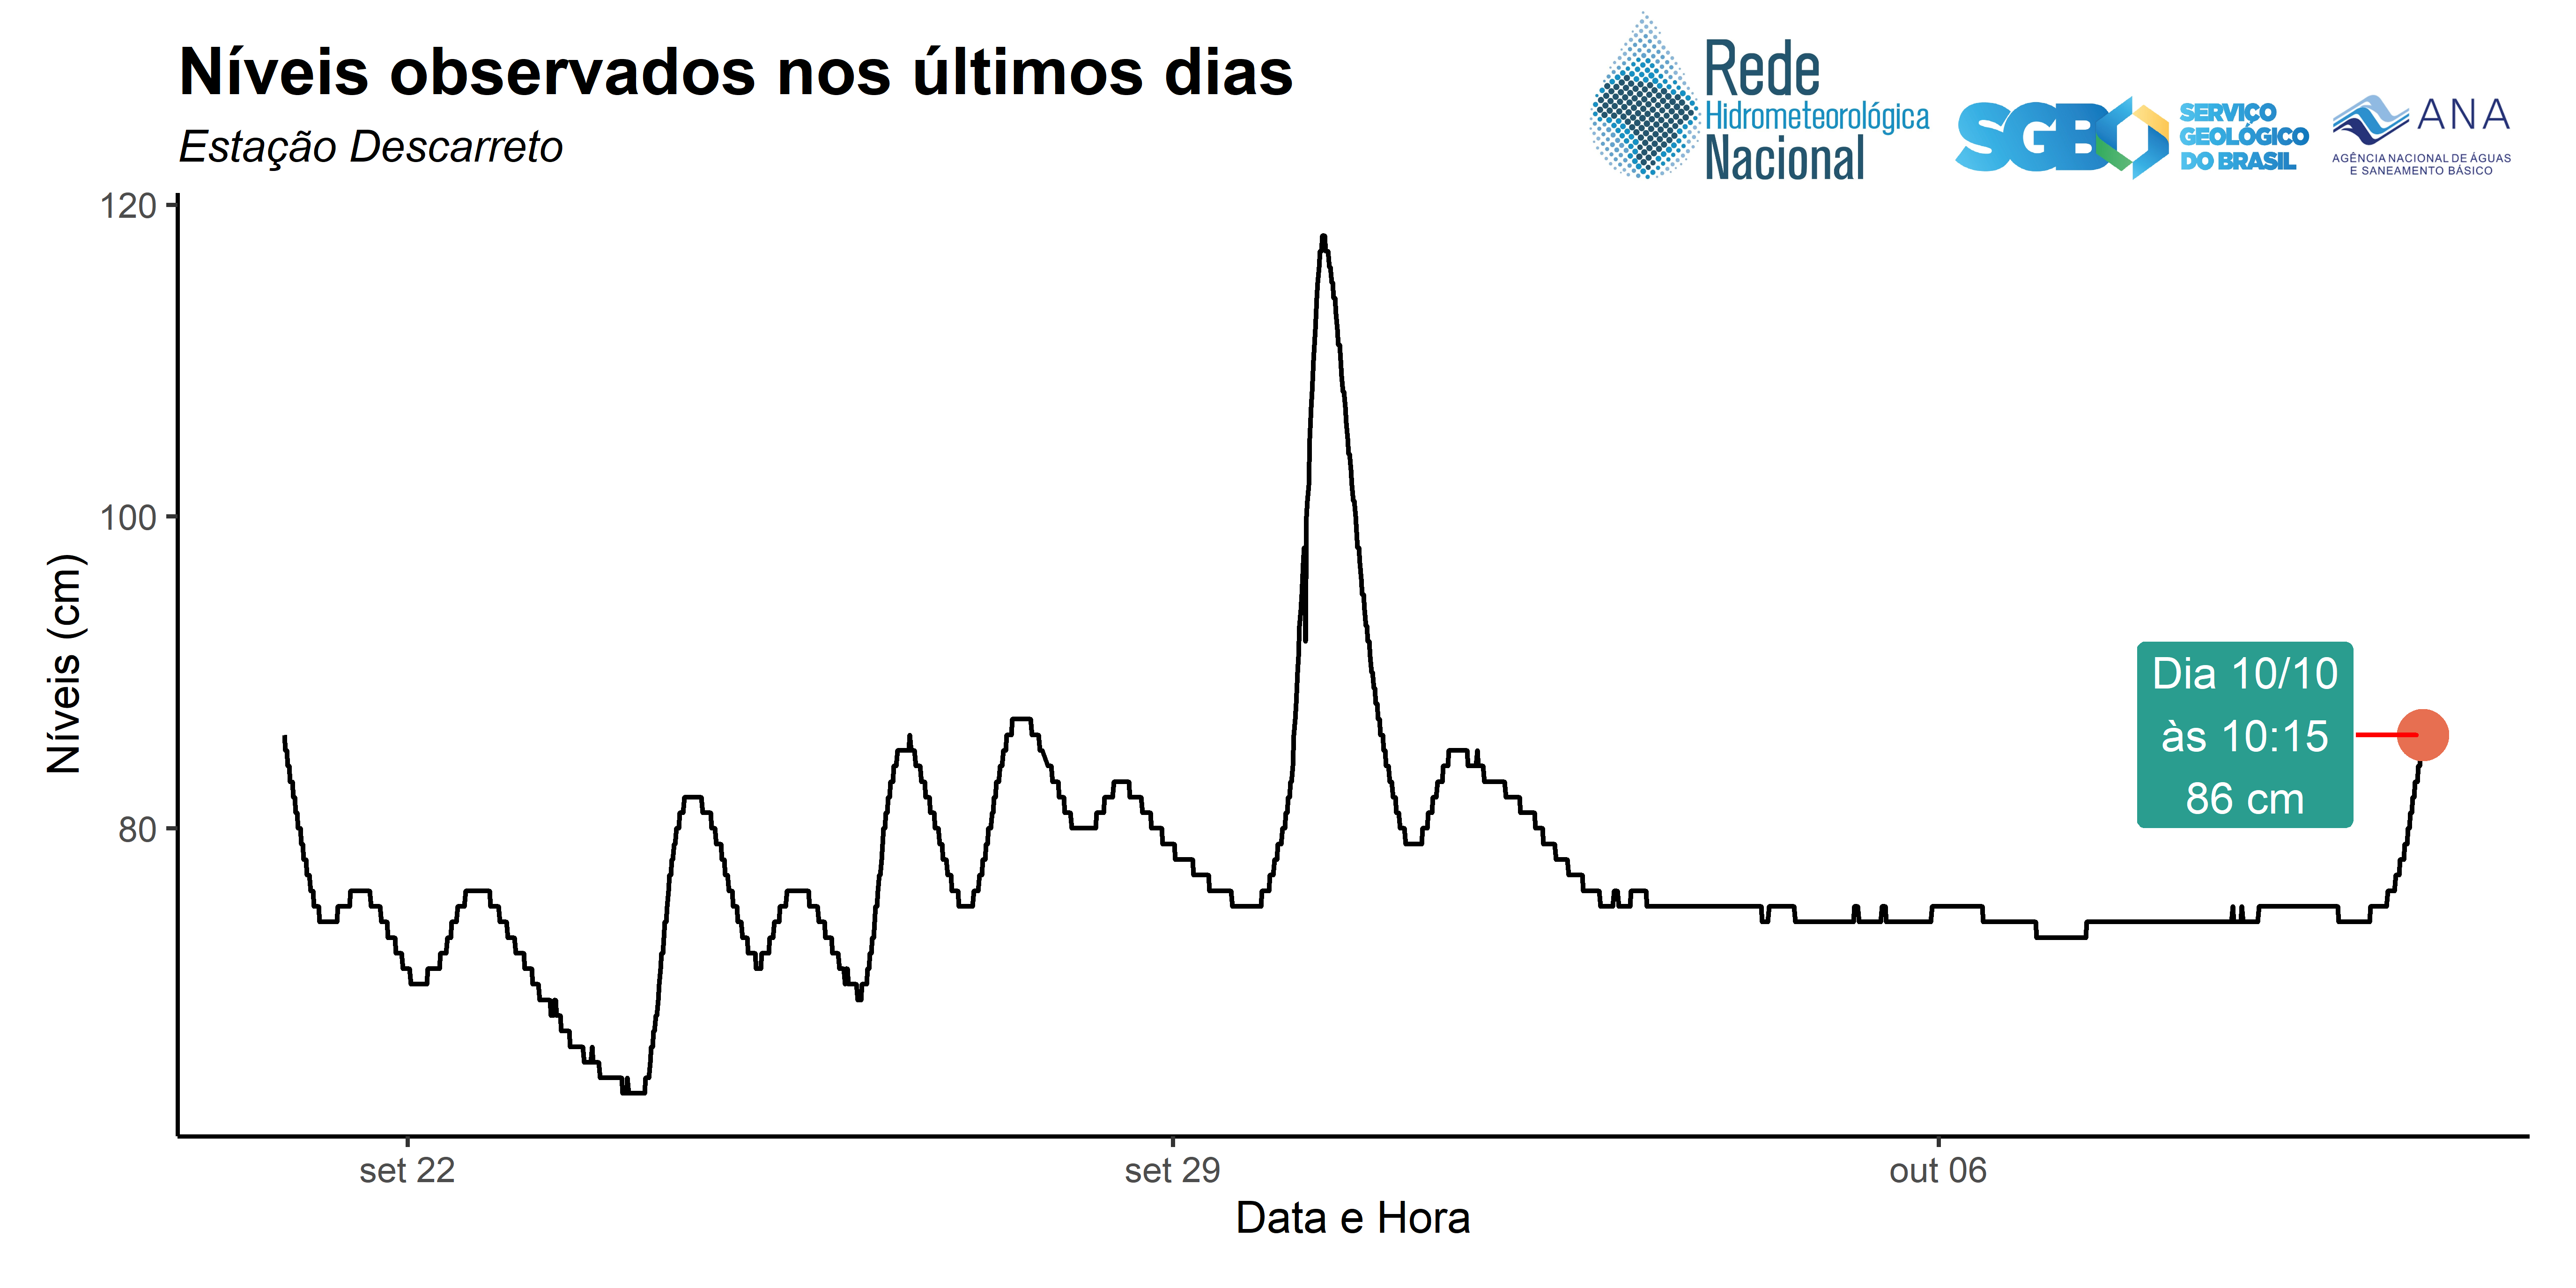 Níveis observados nos últimos dias
Estação Descarreto
Rede
Hidrometeorológica
Nacional
SGB
SERVIÇO
GEOLÓGICO
DO BRASIL
ANA
AGÊNCIA NACIONAL DE ÁGUAS
E SANEAMENTO BÁSICO
120
100
80
Níveis (cm)
Dia 10/10
às 10:15
86 cm
set 22
set 29
out 06
Data e Hora